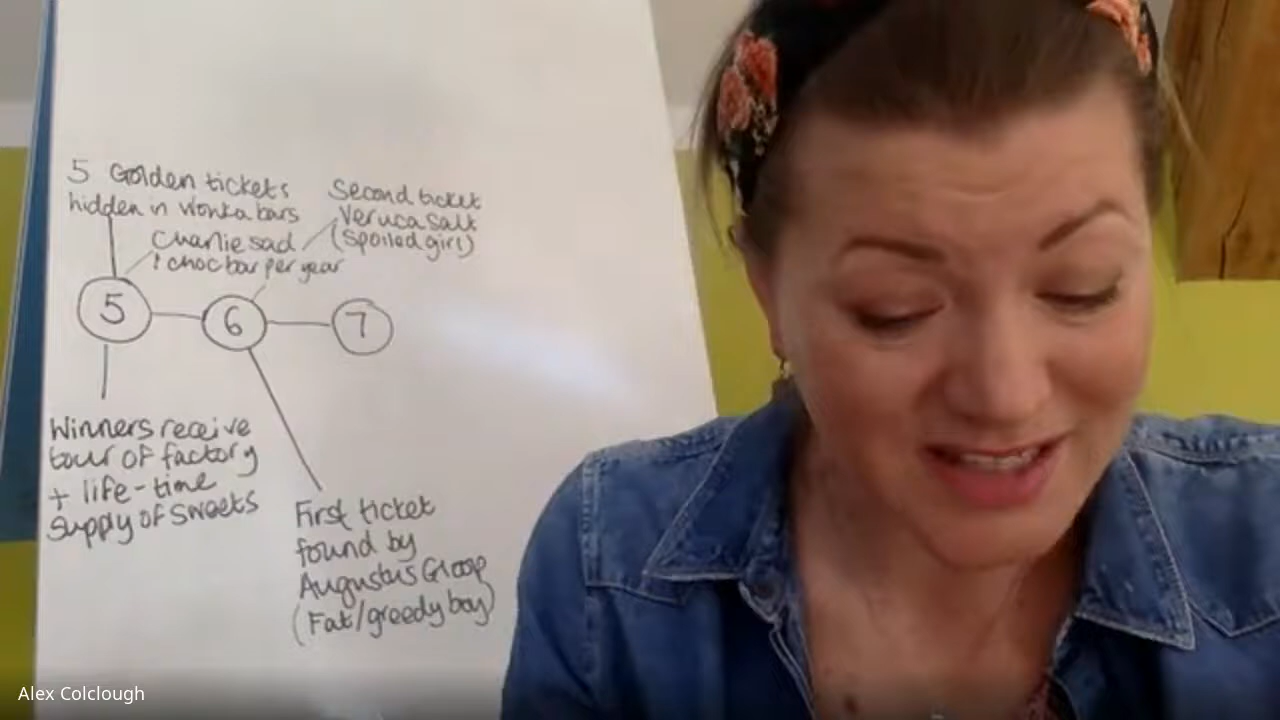 5 Golden tickets
hidden in Wonka bars
Charlie sad
1 choc bar per year
Second ticket
Veruca Salt
(Spoiled girl)
5
6
7
Winners receive
tour of factory
+ life-time
supply of sweets
First ticket
found by
Augustus Gloop
(Fat/greedy boy)
Alex Colclough